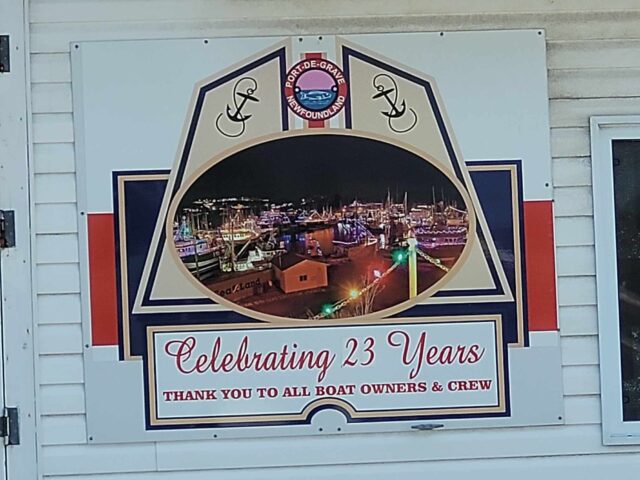 PORT-DE-GRAVE
NEWFOUNDLAND
Celebrating 23 Years
THANK YOU TO ALL BOAT OWNERS & CREW